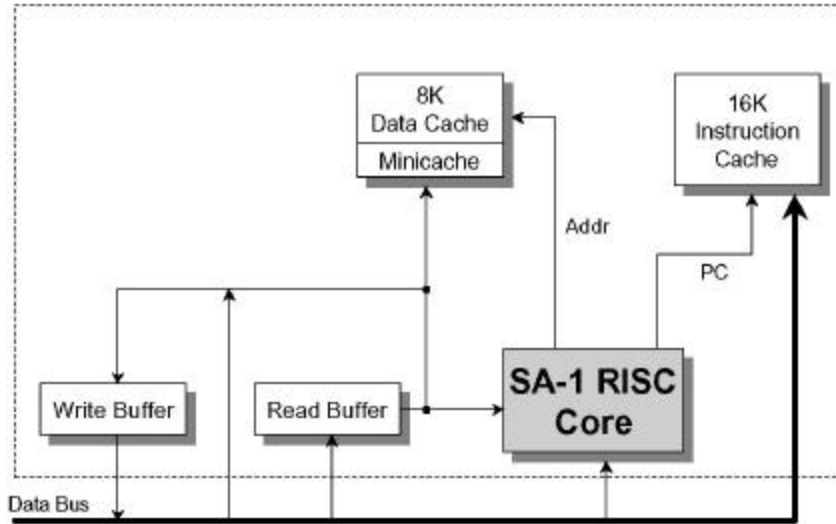 8K
Data Cache
Minicache
16K
Instruction
Cache
Addr
PC
Write Buffer
Read Buffer
SA-1 RISC
Core
Data Bus